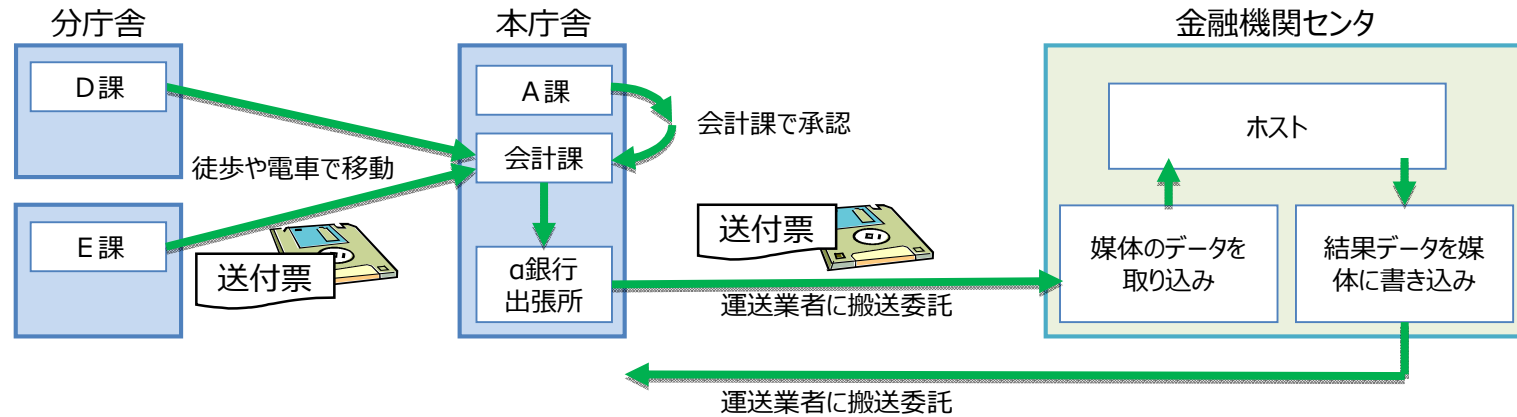 分庁舎
本庁舎
金融機関センタ
D課
A課
会計課で承認
ホスト
会計課
徒歩や電車で移動
E課
送付票
送付票
α銀行
出張所
媒体のデータを
取り込み
結果データを媒
体に書き込み
運送業者に搬送委託
運送業者に搬送委託